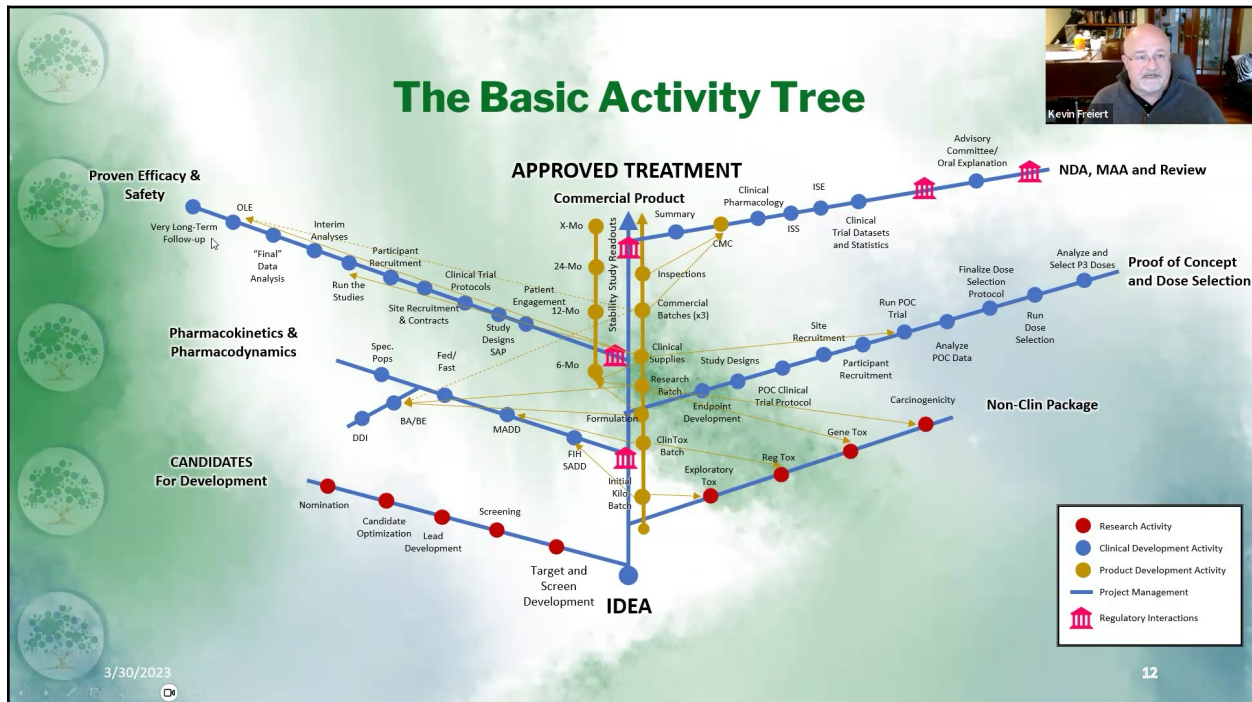 The Basic Activity Tree
Kevin Freiert
APPROVED TREATMENT
Commercial Product
Proven Efficacy &
Safety
OLE
Very Long-Term
Follow-up
Interim
Analyses
"Final"
Data
Analysis
Participant
Recruitment
Run the
Studies
Clinical Trial
Protocols
Site Recruitment
& Contracts
Patient
Engagement
Study
Designs
SAP
X-Mo
24-Mo
12-Mo
6-Mo
Stability Study Readouts
Summary
Clinical
Pharmacology
CMC
ISS
ISE
Clinical
Trial Datasets
and Statistics
Advisory
Committee/
Oral Explanation
NDA, MAA and Review
Inspections
Commercial
Batches (x3)
Clinical
Supplies
Research
Batch
Formulation
ClinTox
Batch
Initial
Kilo
Batch
Proof of Concept
and Dose Selection
Analyze and
Select P3 Doses
Finalize Dose
Selection
Protocol
Run
Dose
Selection
Run POC
Trial
Analyze
POC Data
Site
Recruitment
Participant
Recruitment
Study Designs
POC Clinical
Trial Protocol
Endpoint
Development
Pharmacokinetics &
Pharmacodynamics
Spec.
Pops
Fed/
Fast
DDI
BA/BE
MADD
FIH
SADD
Non-Clin Package
Carcinogenicity
Gene Tox
Reg Tox
Exploratory
Tox
CANDIDATES
For Development
Nomination
Candidate
Optimization
Lead
Development
Screening
Target and
Screen
Development
IDEA
Research Activity
Clinical Development Activity
Product Development Activity
Project Management
Regulatory Interactions
3/30/2023
12